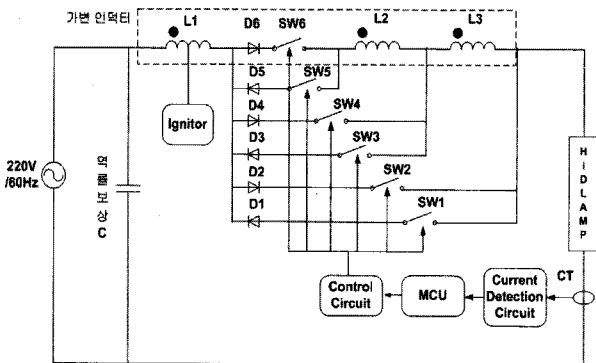 가변 인덕터
L1
D6
SW6
L2
L3
D5
SW5
Ignitor
D4
SW4
D3
SW3
220V
/60Hz
역률보상
C
D2
SW2
D1
SW1
HIDLAMP
Control
Circuit
MCU
Current
Detection
Circuit
CT